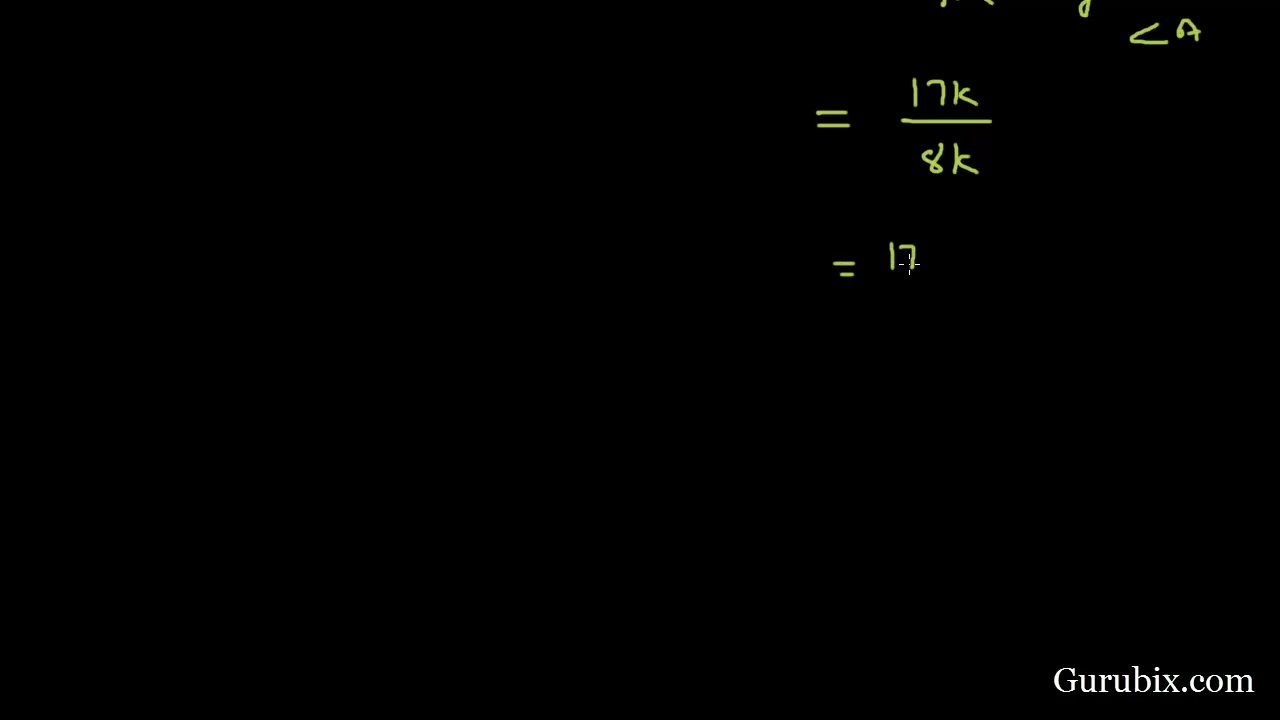 <A
= 17k
8k
= 17
Gurubix.com